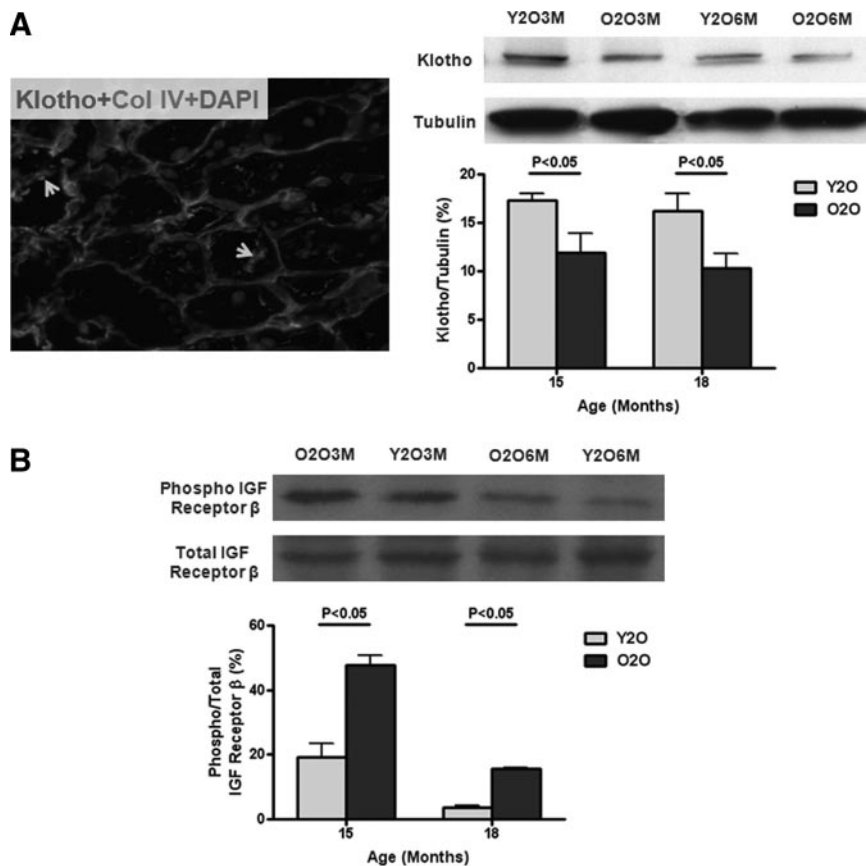 A
Klotho+Col IV+DAPI
Y2O3M O2O3M Y2O6M O2O6M
Klotho
Tubulin
P<0.05 P<0.05
Y2O
O2O
Klotho/Tubulin (%)
20
15
10
5
0
15 18
Age (Months)
B
O2O3M Y2O3M O2O6M Y2O6M
Phospho IGF
Receptor β
Total IGF
Receptor β
P<0.05 P<0.05
Y2O
O2O
Phospho/Total
IGF Receptor β (%)
60
40
20
0
15 18
Age (Months)